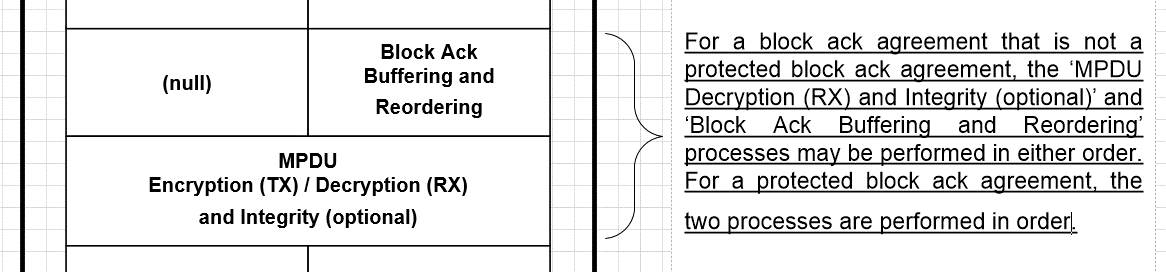 (null)
Block Ack
Buffering and
Reordering
MPDU
Encryption (TX) / Decryption (RX)
and Integrity (optional)
For a block ack agreement that is not a
protected block ack agreement, the ‘MPDU
Decryption (RX) and Integrity (optional)’ and
‘Block Ack Buffering and Reordering’
processes may be performed in either order.
For a protected block ack agreement, the
two processes are performed in order.